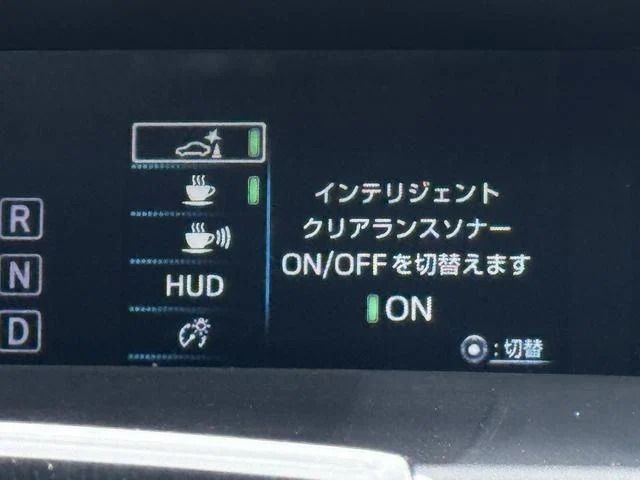 R
N
D
HUD
インテリジェント
クリアランスソナー
ON/OFFを切替えます
ON
:切替